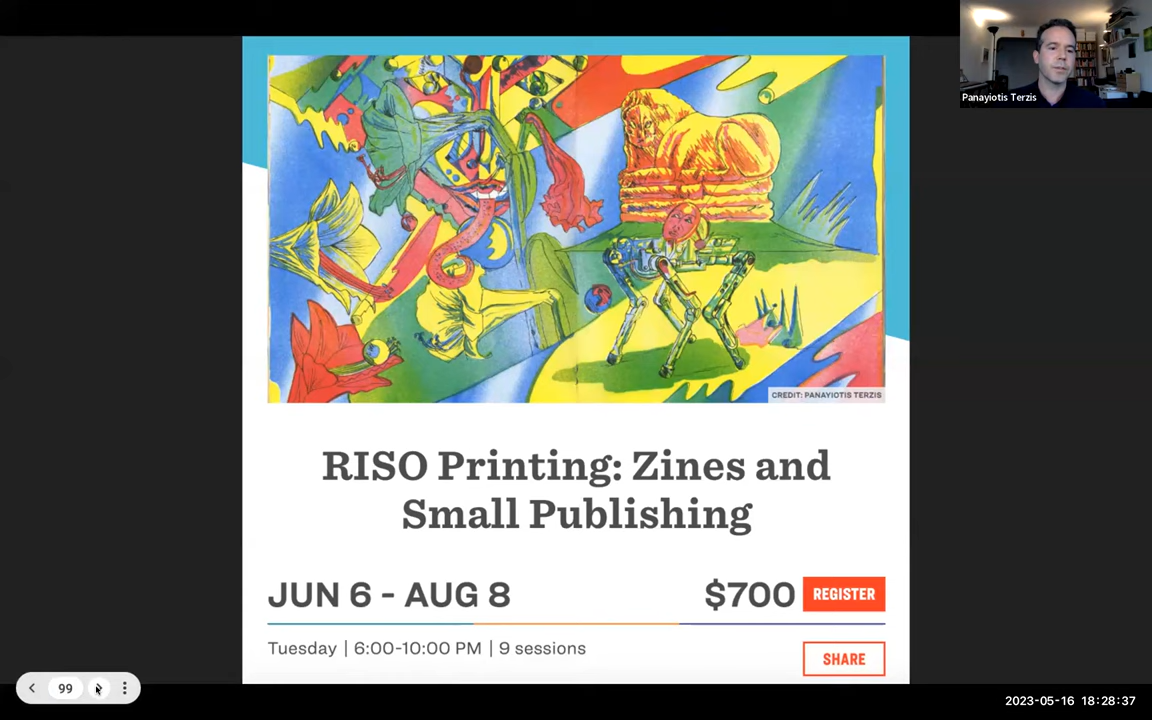 Panayiotis Terzis
CREDIT: PANAYIOTIS TERZIS
RISO Printing: Zines and
Small Publishing
JUN 6 - AUG 8
$700
REGISTER
Tuesday | 6:00-10:00 PM | 9 sessions
SHARE
99
2023-05-16 18:28:37